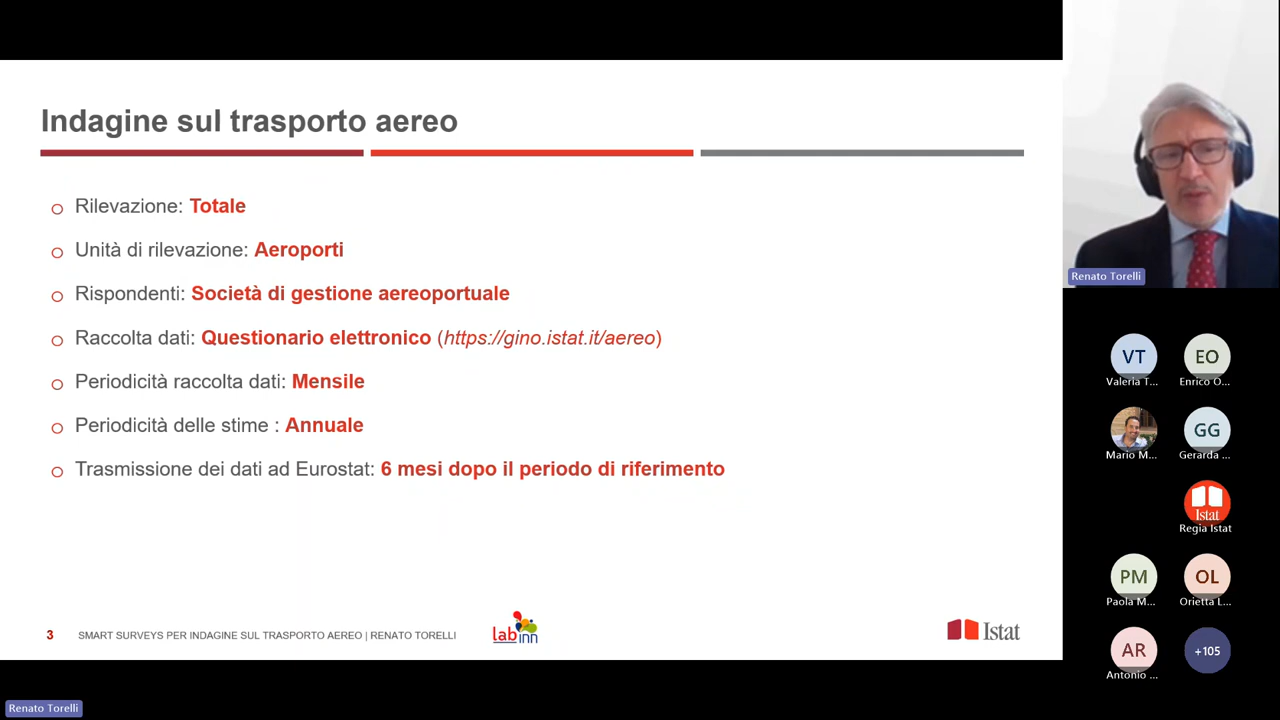 Indagine sul trasporto aereo
Rilevazione: Totale
Unità di rilevazione: Aeroporti
Rispondenti: Società di gestione aereoportuale
Raccolta dati: Questionario elettronico (https://gino.istat.it/aereo)
Periodicità raccolta dati: Mensile
Periodicità delle stime : Annuale
Trasmissione dei dati ad Eurostat: 6 mesi dopo il periodo di riferimento
3 SMART SURVEYS PER INDAGINE SUL TRASPORTO AEREO | RENATO TORELLI
labinn
Istat
Renato Torelli
VT
Valeria T...
EO
Enrico O...
Mario M...
GG
Gerarda ...
Istat
Regia Istat
PM
Paola M...
OL
Orietta L...
AR
Antonio ...
+105
Renato Torelli